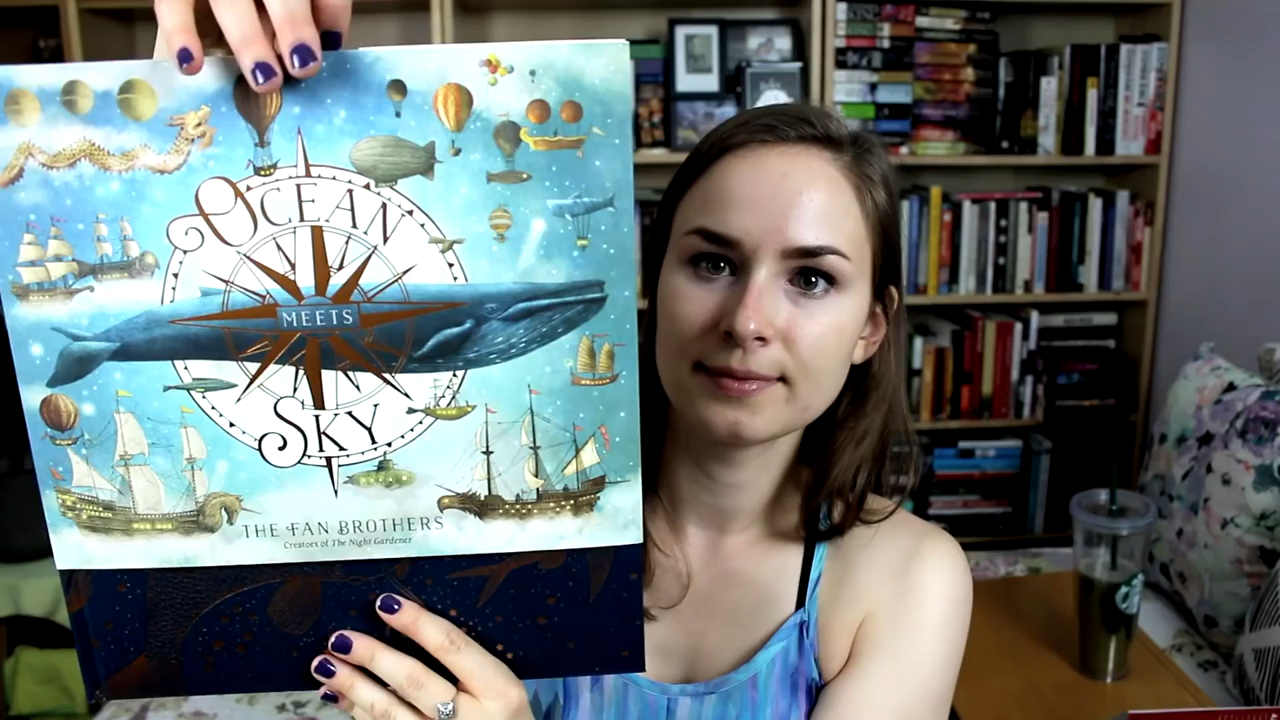 OCEAN
MEETS
SKY
THE FAN BROTHERS
Creators of The Night Gardener